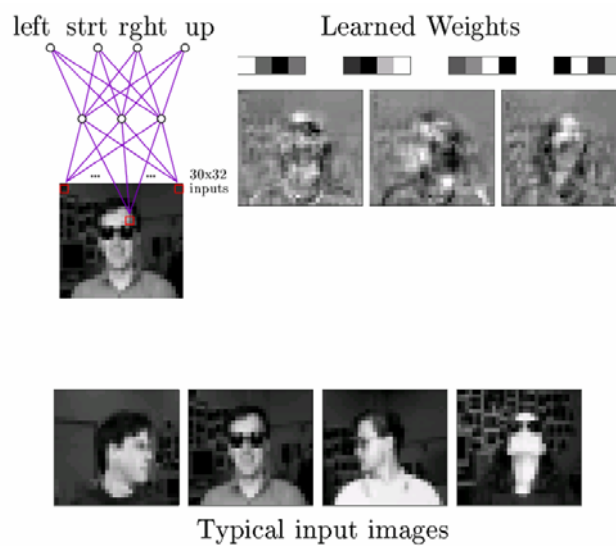 left strt rght up
Learned Weights
... ...
30x32
inputs
Typical input images